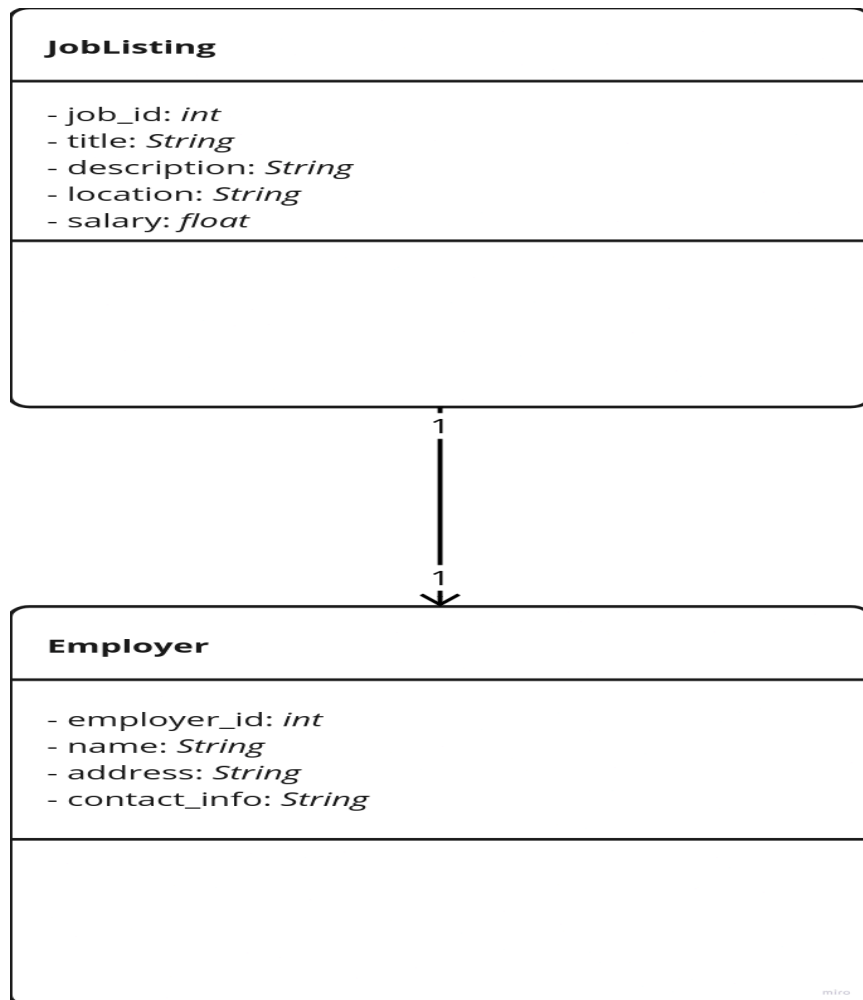 JobListing
- job_id: int
- title: String
- description: String
- location: String
- salary: float
1
1
Employer
- employer_id: int
- name: String
- address: String
- contact_info: String
miro